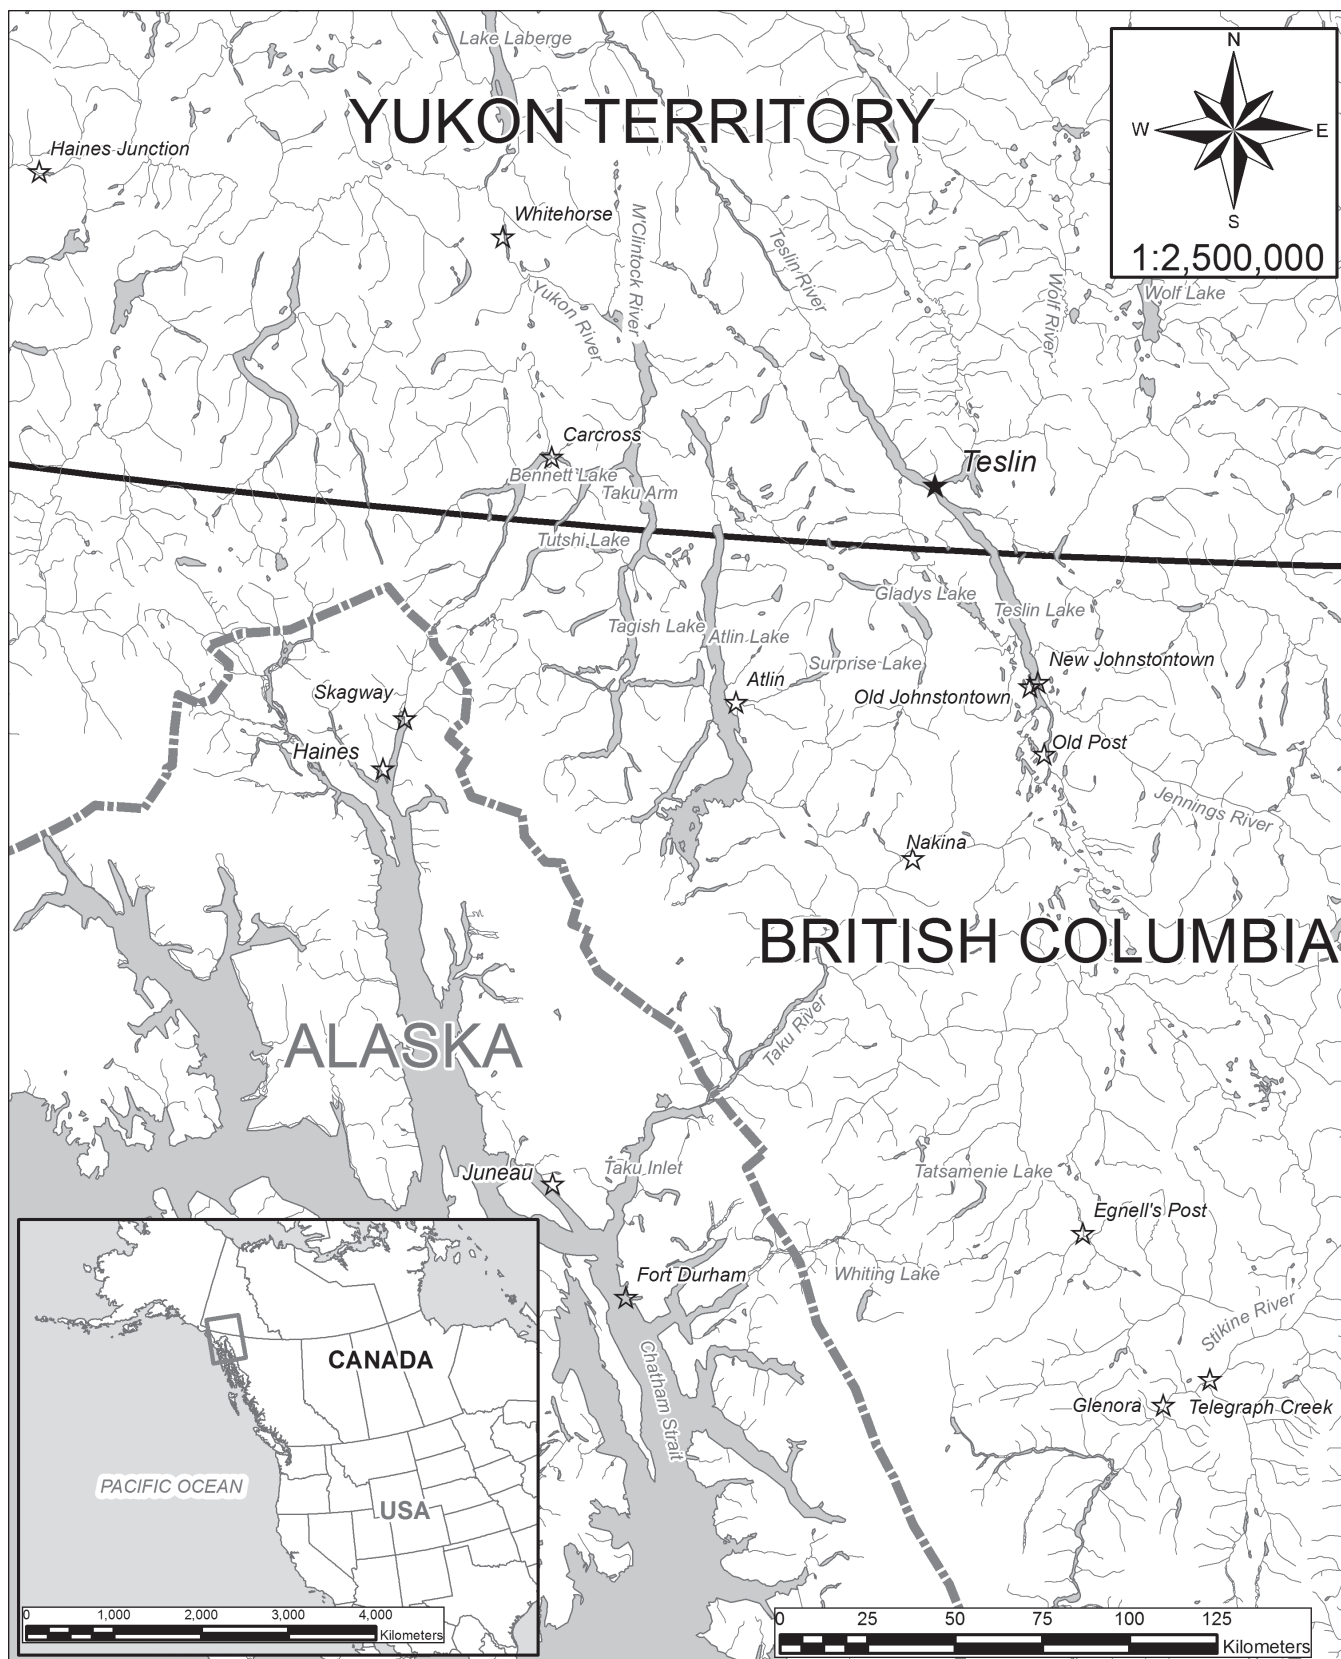 Lake Laberge
N
YUKON TERRITORY
W
E
Haines Junction
S
Whitehorse
M'Clintock River
Teslin River
1:2,500,000
Yukon River
Wolf River
Wolf Lake
Carcross
Teslin
Bennett Lake
Taku Arm
Tutshi Lake
Gladys Lake
Teslin Lake
Tagish Lake
Atlin Lake
Surprise Lake
New Johnstontown
Skagway
Atlin
Old Johnstontown
Haines
Old Post
Jennings River
Nakina
BRITISH COLUMBIA
ALASKA
Taku River
Juneau
Taku Inlet
Tatsamenie Lake
Egnell's Post
Fort Durham
Whiting Lake
Stikine River
CANADA
Chatham Strait
Glenora
Telegraph Creek
PACIFIC OCEAN
USA
0 1,000 2,000 3,000 4,000
Kilometers
0 25 50 75 100 125
Kilometers